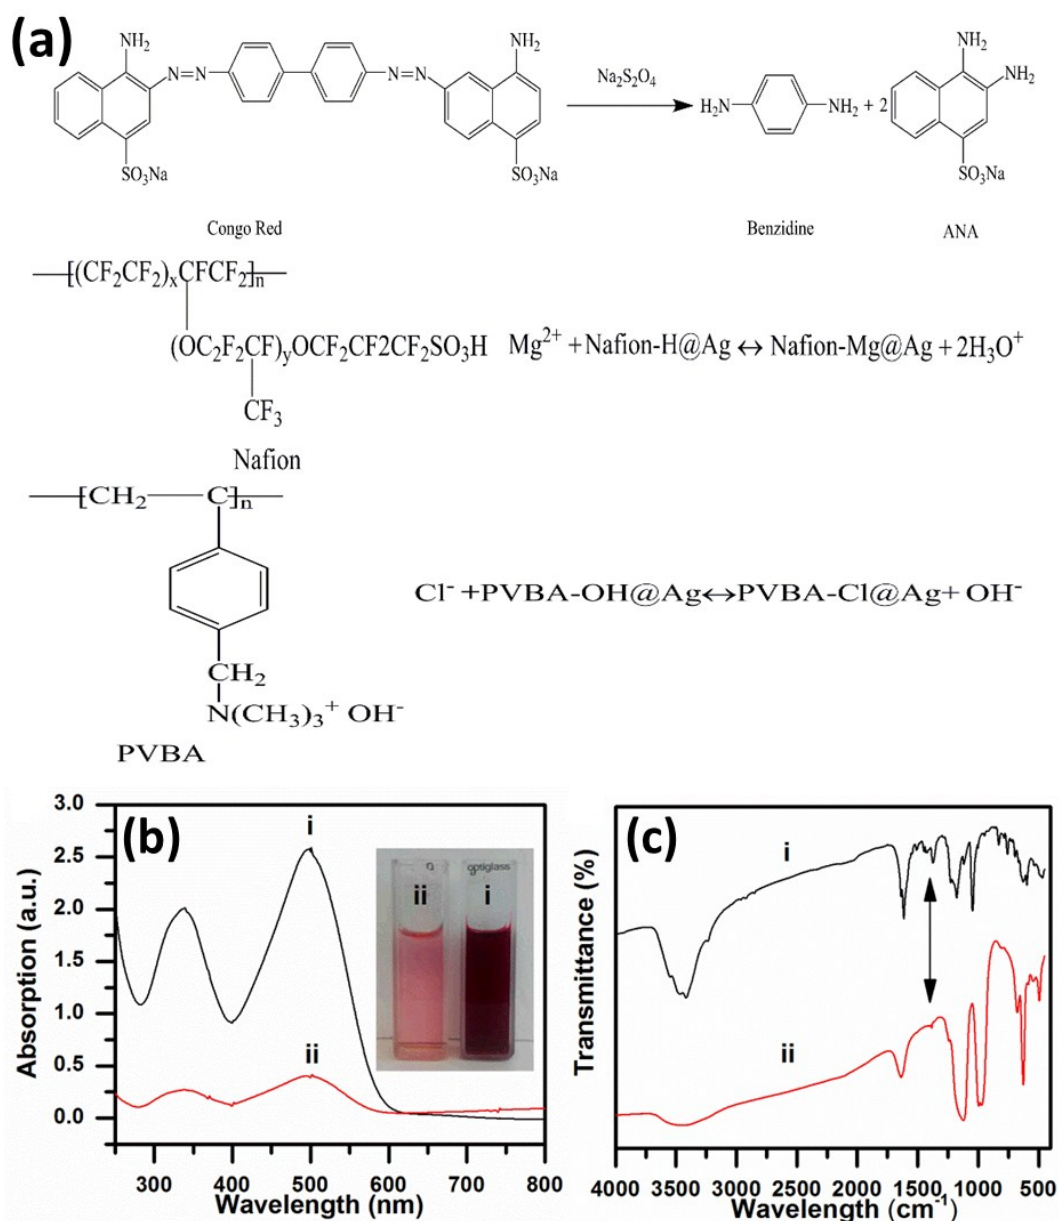 (a)
NH₂
NH₂
NH₂
N=N
N=N
Na₂S₂O₄
H₂N
NH₂ + 2
NH₂
SO₃Na
SO₃Na
SO₃Na
Congo Red
Benzidine
ANA
[(CF₂CF₂)ₓCFCF₂]ₙ
(OC₂F₂CF)ᵧOCF₂CF2CF₂SO₃H
Mg²⁺ +Nafion-H@Ag ↔ Nafion-Mg@Ag + 2H₃O⁺
CF₃
Nafion
[CH₂ C]ₙ
Cl⁻ +PVBA-OH@Ag↔PVBA-Cl@Ag+ OH⁻
CH₂
N(CH₃)₃⁺ OH⁻
PVBA
(b)
3.0
2.5
2.0
1.5
1.0
0.5
0.0
Absorption (a.u.)
i
ii
optiglass
ii
i
300 400 500 600 700 800
Wavelength (nm)
(c)
Transmittance (%)
i
ii
4000 3500 3000 2500 2000 1500 1000 500
Wavelength (cm⁻¹)